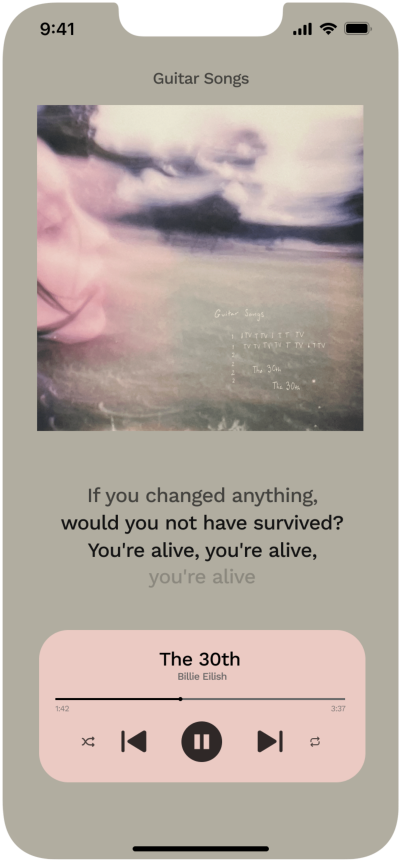 9:41
Guitar Songs
Guitar Songs
The 30th
The 30th
If you changed anything,
would you not have survived?
You're alive, you're alive,
you're alive
The 30th
Billie Eilish
1:42
3:37